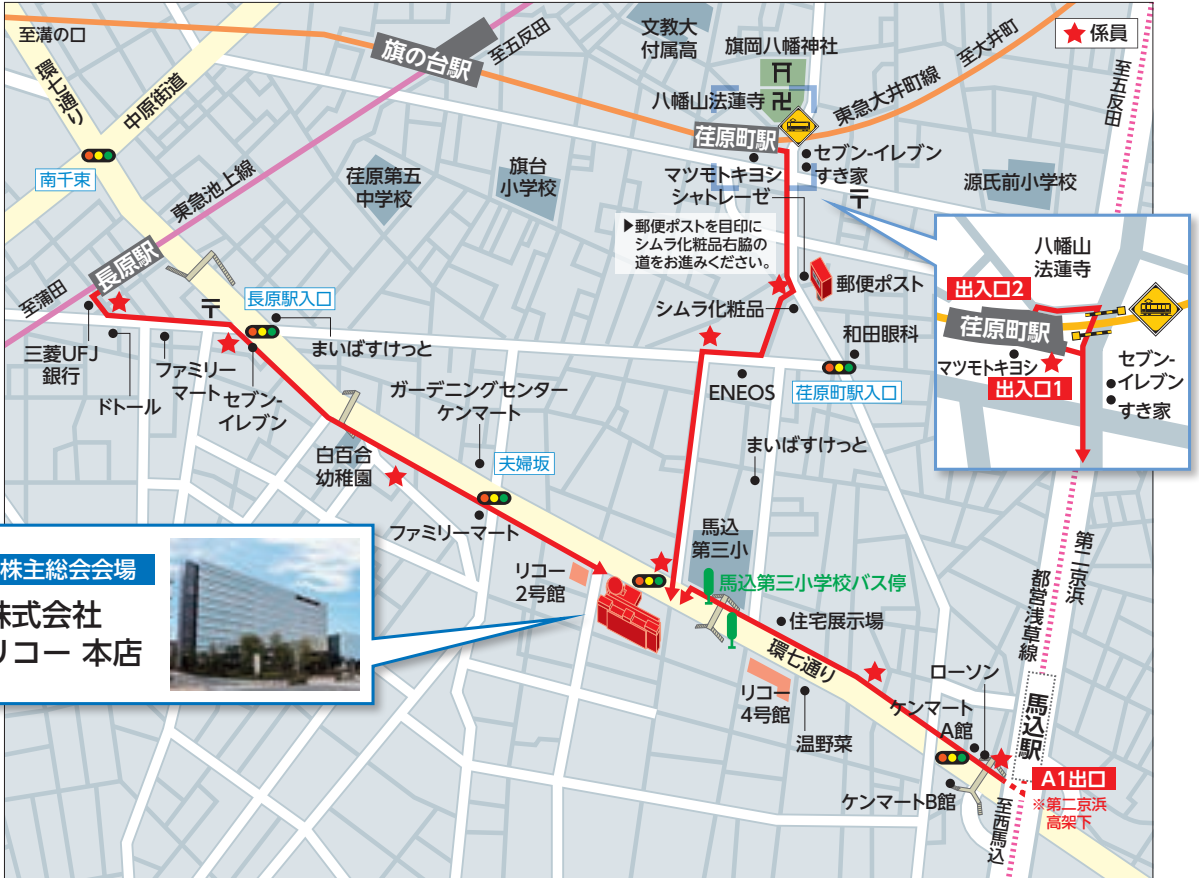 至溝の口
環七通り
中原街道
南千束
旗の台駅
至五反田
文教大
付属高
旗岡八幡神社
八幡山法蓮寺
東急大井町線
至大井町
係員
至五反田
荏原町駅
セブン-イレブン
すき家
マツモトキヨシ
シャトレーゼ
源氏前小学校
荏原第五
中学校
旗台
小学校
東急池上線
▶郵便ポストを目印に
シムラ化粧品右脇の
道をお進みください。
郵便ポスト
シムラ化粧品
和田眼科
荏原町駅入口
ENEOS
まいばすけっと
八幡山
法蓮寺
出入口2
荏原町駅
マツモトキヨシ
出入口1
セブン-
イレブン
すき家
長原駅
至蒲田
長原駅入口
まいばすけっと
三菱UFJ
銀行
ドトール
ファミリー
マート
セブン-
イレブン
ガーデニングセンター
ケンマート
白百合
幼稚園
夫婦坂
ファミリーマート
株主総会会場
株式会社
リコー 本店
リコー
2号館
馬込
第三小
馬込第三小学校バス停
住宅展示場
環七通り
リコー
4号館
温野菜
ローソン
ケンマート
A館
ケンマートB館
第二京浜
都営浅草線
馬込駅
A1出口
※第二京浜
高架下
至西馬込